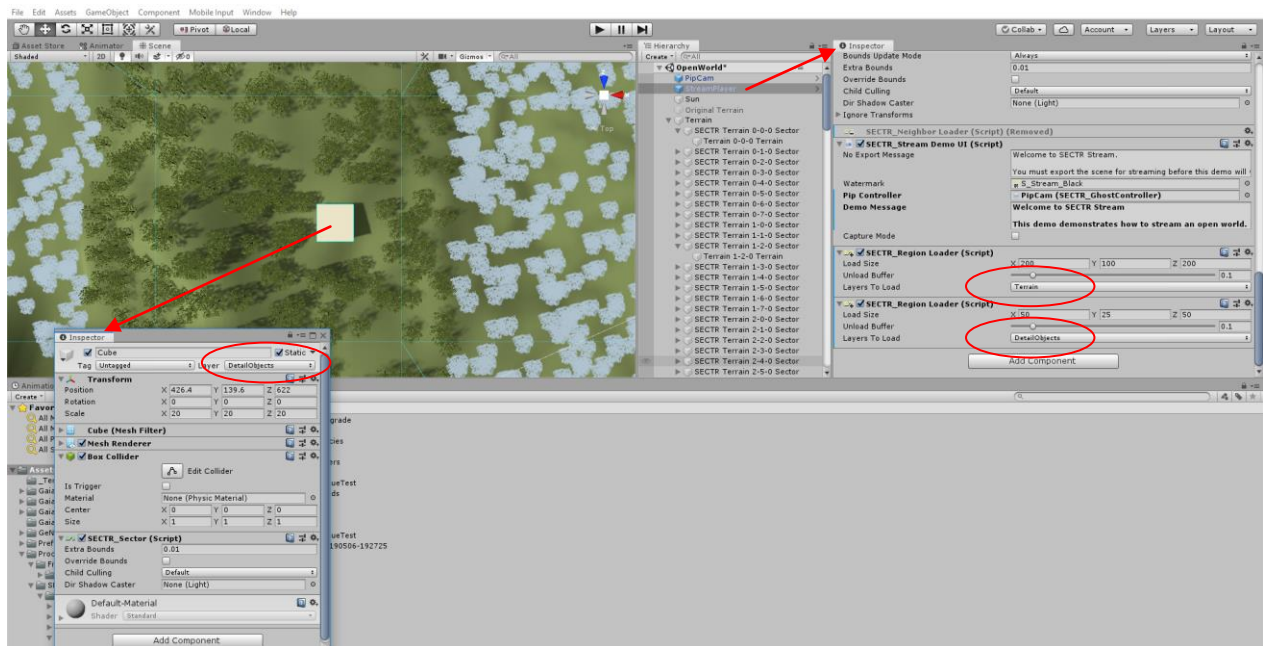 File Edit Assets GameObject Component Mobile Input Window Help
Pivot Local
Collab Account Layers Layout
Asset Store Animator Scene
Shaded 2D Gizmos All
Top
Hierarchy
Create All
OpenWorld*
PipCam
StreamPlayer
Sun
Original Terrain
Terrain
SECTR Terrain 0-0-0 Sector
Terrain 0-0-0 Terrain
SECTR Terrain 0-1-0 Sector
SECTR Terrain 0-2-0 Sector
SECTR Terrain 0-3-0 Sector
SECTR Terrain 0-4-0 Sector
SECTR Terrain 0-5-0 Sector
SECTR Terrain 0-6-0 Sector
SECTR Terrain 0-7-0 Sector
SECTR Terrain 1-0-0 Sector
SECTR Terrain 1-1-0 Sector
SECTR Terrain 1-2-0 Sector
Terrain 1-2-0 Terrain
SECTR Terrain 1-3-0 Sector
SECTR Terrain 1-4-0 Sector
SECTR Terrain 1-5-0 Sector
SECTR Terrain 1-6-0 Sector
SECTR Terrain 1-7-0 Sector
SECTR Terrain 2-0-0 Sector
SECTR Terrain 2-1-0 Sector
SECTR Terrain 2-2-0 Sector
SECTR Terrain 2-3-0 Sector
SECTR Terrain 2-4-0 Sector
SECTR Terrain 2-5-0 Sector
Inspector
Bounds Update Mode Always
Extra Bounds 0.01
Override Bounds
Child Culling Default
Dir Shadow Caster None (Light)
Ignore Transforms
SECTR_Neighbor Loader (Script) (Removed)
SECTR_Stream Demo UI (Script)
No Export Message Welcome to SECTR Stream.
You must export the scene for streaming before this demo will
Watermark S_Stream_Black
Pip Controller PipCam (SECTR_GhostController)
Demo Message Welcome to SECTR Stream
This demo demonstrates how to stream an open world.
Capture Mode
SECTR_Region Loader (Script)
Load Size X 200 Y 100 Z 200
Unload Buffer 0.1
Layers To Load Terrain
SECTR_Region Loader (Script)
Load Size X 50 Y 25 Z 50
Unload Buffer 0.1
Layers To Load DetailObjects
Add Component
Inspector
Cube Static
Tag Untagged Layer DetailObjects
Transform
Position X 426.4 Y 139.6 Z 622
Rotation X 0 Y 0 Z 0
Scale X 20 Y 20 Z 20
Cube (Mesh Filter)
Mesh Renderer
Box Collider
Edit Collider
Is Trigger
Material None (Physic Material)
Center X 0 Y 0 Z 0
Size X 1 Y 1 Z 1
SECTR_Sector (Script)
Extra Bounds 0.01
Override Bounds
Child Culling Default
Dir Shadow Caster None (Light)
Default-Material
Shader Standard
Add Component
Create